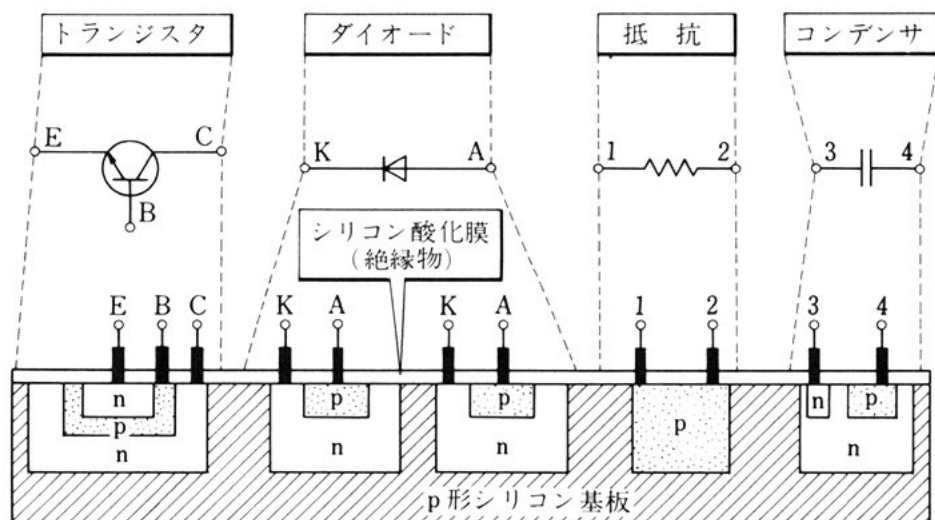 トランジスタ
ダイオード
抵抗
コンデンサ
E
C
B
K
A
1
2
3
4
シリコン酸化膜
(絶縁物)
E B C K A K A 1 2 3 4
n p p n p
p
n n n p n
p形シリコン基板